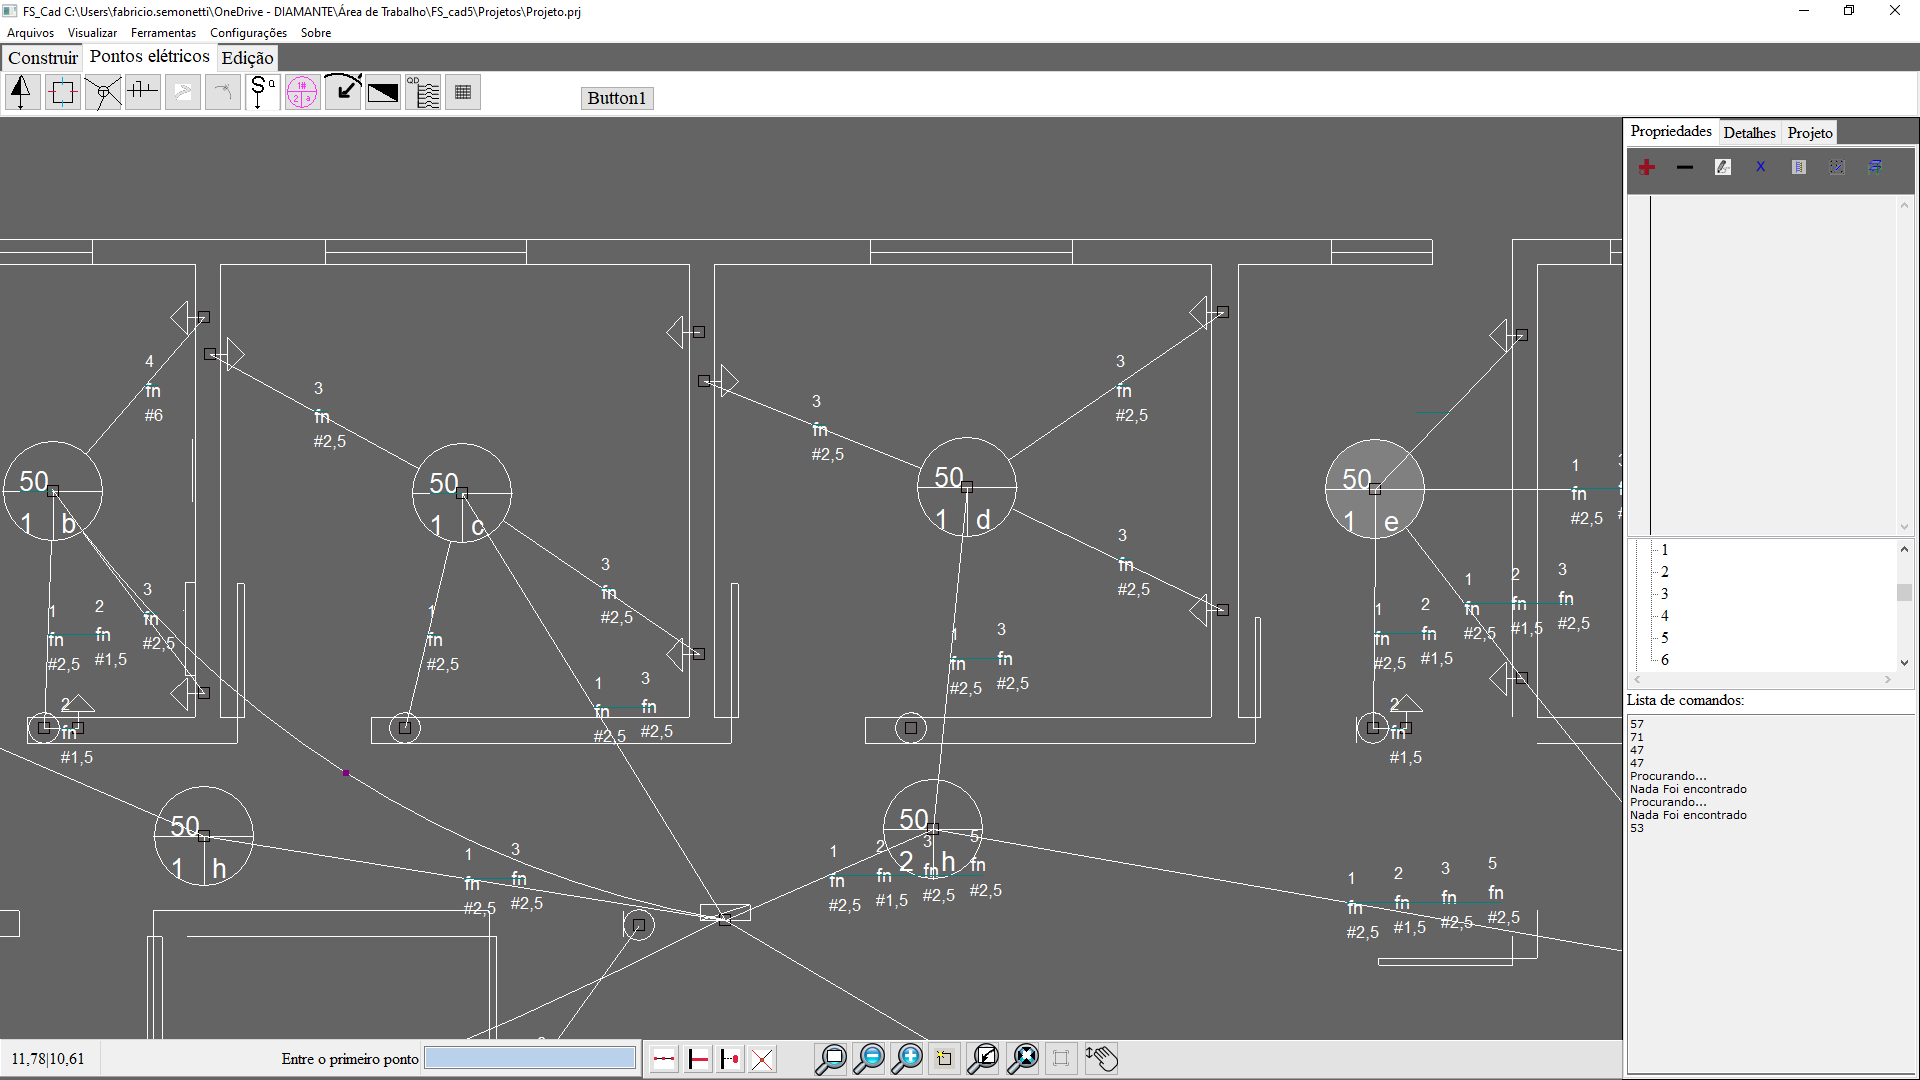 FS_Cad C:\Users\fabricio.semonetti\OneDrive - DIAMANTE\Área de Trabalho\FS_cad5\Projetos\Projeto.prj
Arquivos Visualizar Ferramentas Configurações Sobre
Construir Pontos elétricos Edição
Sª 1# 2 a QD
Button1
Propriedades Detalhes Projeto
4
fn
#6
3
fn
#2,5
3
fn
#2,5
3
fn
#2,5
50
1 b
50
1 c
50
1 d
50
1 e
1
fn
#2,5
3
fn
#2,5
3
fn
#2,5
1 2
fn fn
#2,5 #1,5
3
fn
#2,5
1
fn
#2,5
1 3
fn fn
#2,5 #2,5
1 3
fn fn
#2,5 #2,5
1 2
fn fn
#2,5 #1,5
1 2 3
fn fn fn
#2,5 #1,5 #2,5
2
fn
#1,5
2
fn
#1,5
50
1 h
50
2 h
1 3
fn fn
#2,5 #2,5
1 2 3 5
fn fn fn fn
#2,5 #1,5 #2,5 #2,5
1 2 3 5
fn fn fn fn
#2,5 #1,5 #2,5 #2,5
1
2
3
4
5
6
Lista de comandos:
57
71
47
47
Procurando...
Nada Foi encontrado
Procurando...
Nada Foi encontrado
53
11,78|10,61 Entre o primeiro ponto